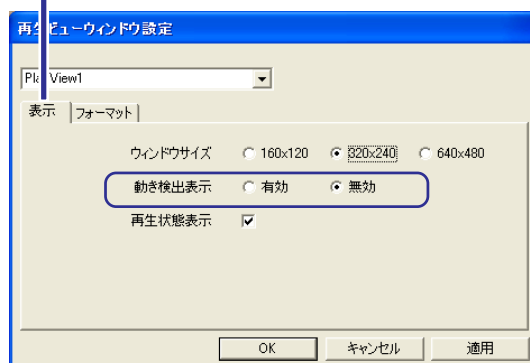 再生ビューウィンドウ設定
PlayView1
表示 フォーマット
ウィンドウサイズ 160x120 320x240 640x480
動き検出表示 有効 無効
再生状態表示
OK キャンセル 適用